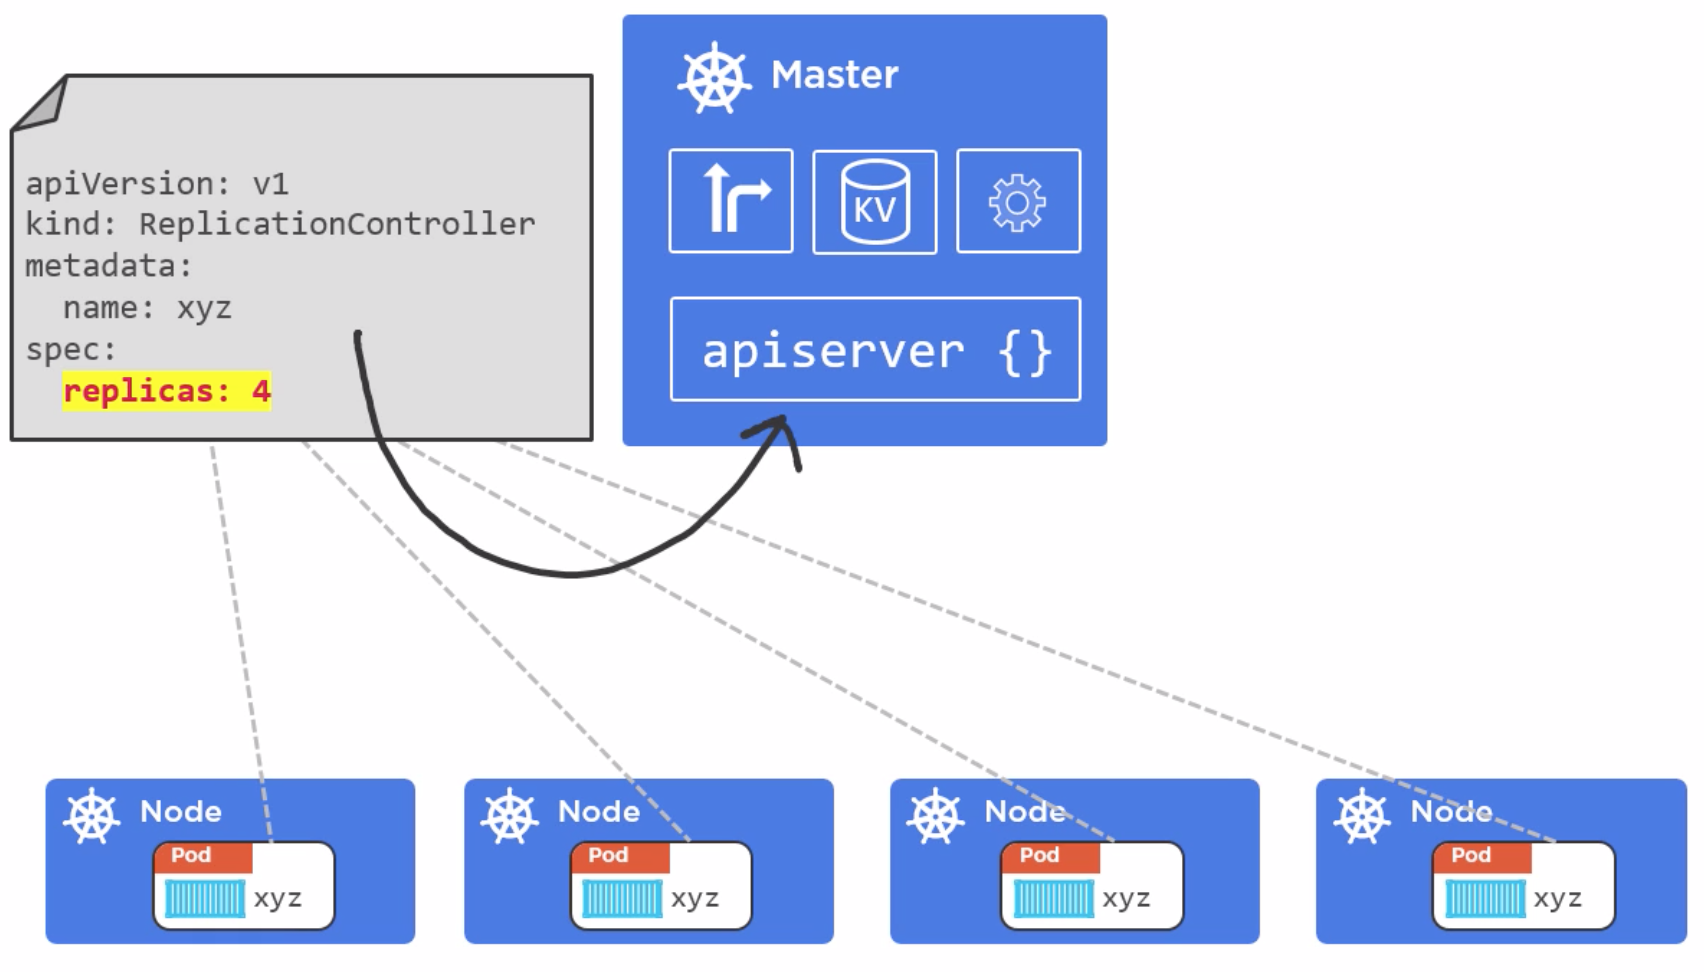 apiVersion: v1
kind: ReplicationController
metadata:
  name: xyz
spec:
  replicas: 4
Master
KV
apiserver {}
Node
Pod
xyz
Node
Pod
xyz
Node
Pod
xyz
Node
Pod
xyz